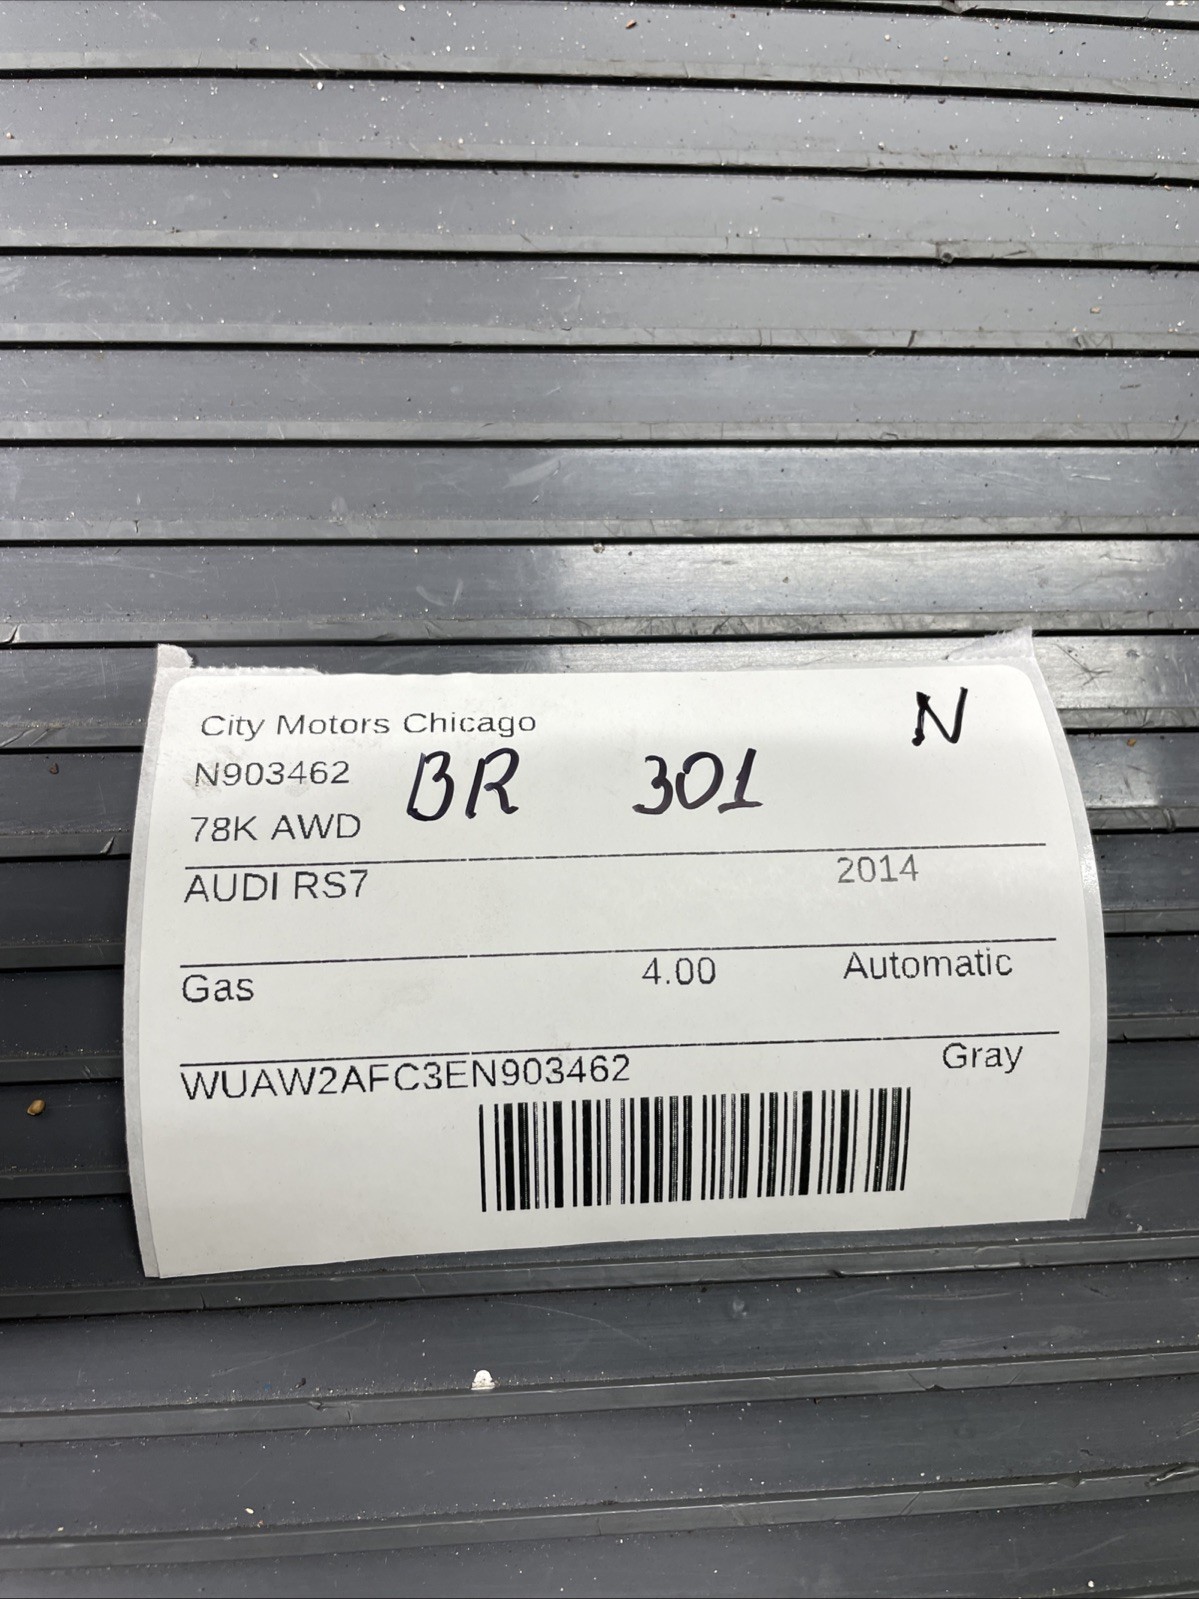 City Motors Chicago N
N903462 BR 301
78K AWD
AUDI RS7 2014
Gas 4.00 Automatic
WUAW2AFC3EN903462 Gray